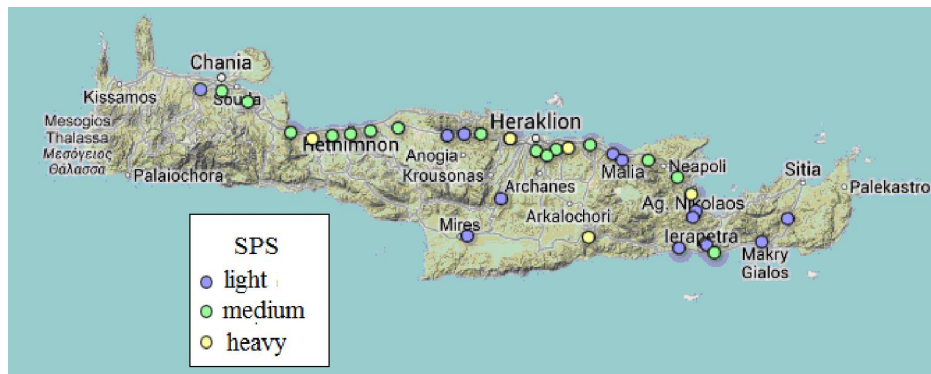 Chania
Kissamos
Souda
Mesogios
Thalassa
Μεσόγειος
Θάλασσα
Palaiochora
Rethimnon
Heraklion
Anogia
Krousonas
Archanes
Malia
Neapoli
Sitia
Palekastro
Ag. Nikolaos
Arkalochori
Mires
Ierapetra
Makry
Gialos
SPS
light
medium
heavy